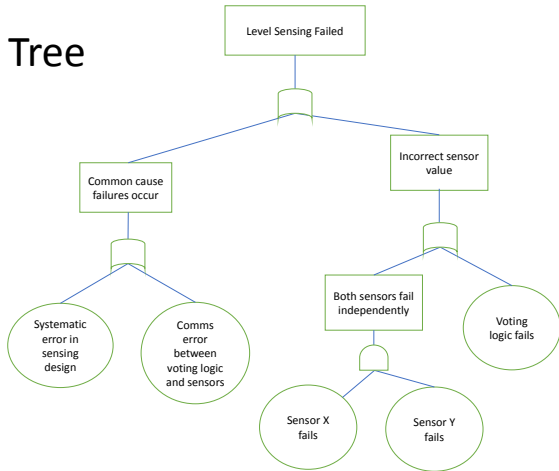 Tree
Level Sensing Failed
Common cause
failures occur
Incorrect sensor
value
Systematic
error in
sensing
design
Comms
error
between
voting logic
and sensors
Both sensors fail
independently
Voting
logic fails
Sensor X
fails
Sensor Y
fails